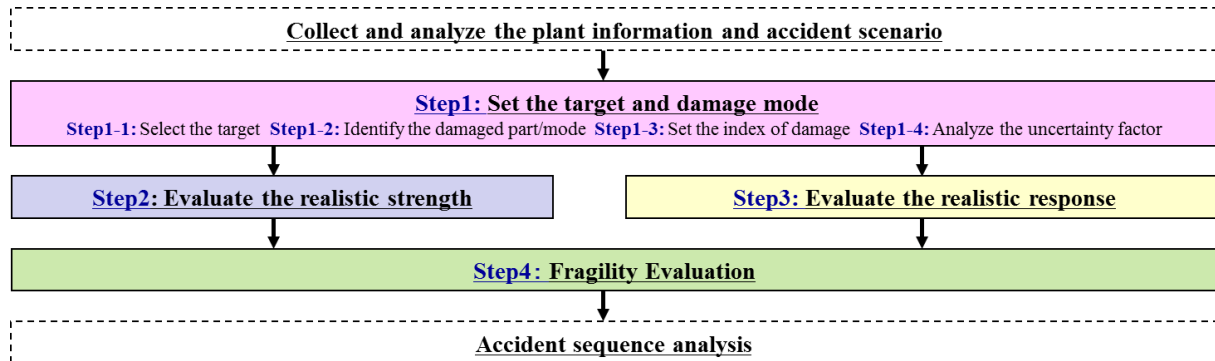 Collect and analyze the plant information and accident scenario
Step1: Set the target and damage mode
Step1-1: Select the target Step1-2: Identify the damaged part/mode Step1-3: Set the index of damage Step1-4: Analyze the uncertainty factor
Step2: Evaluate the realistic strength
Step3: Evaluate the realistic response
Step4: Fragility Evaluation
Accident sequence analysis